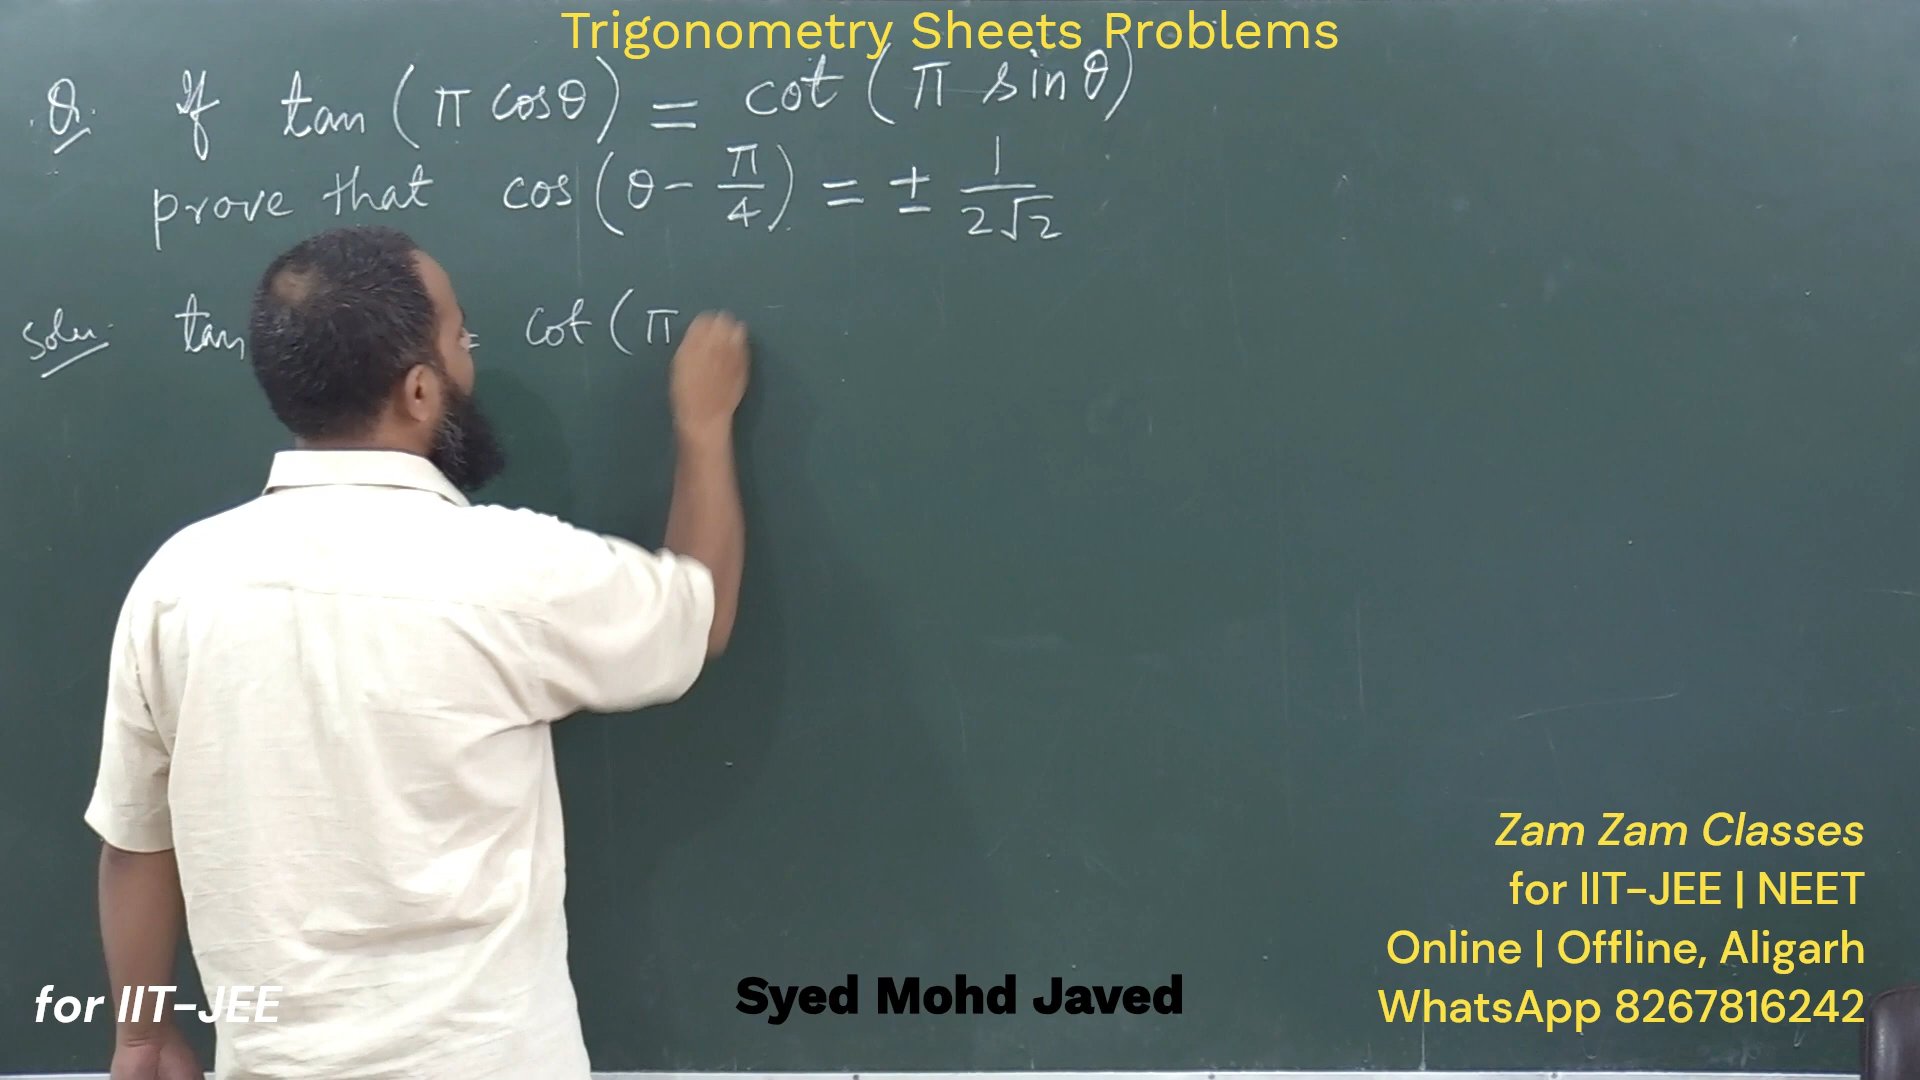 Trigonometry Sheets Problems
Q. If tan(π cosθ) = cot(π sinθ)
prove that cos(θ - π/4) = ± 1/2√2
Soln. tan = cot(π
Zam Zam Classes
for IIT-JEE | NEET
Online | Offline, Aligarh
WhatsApp 8267816242
Syed Mohd Javed
for IIT-JEE